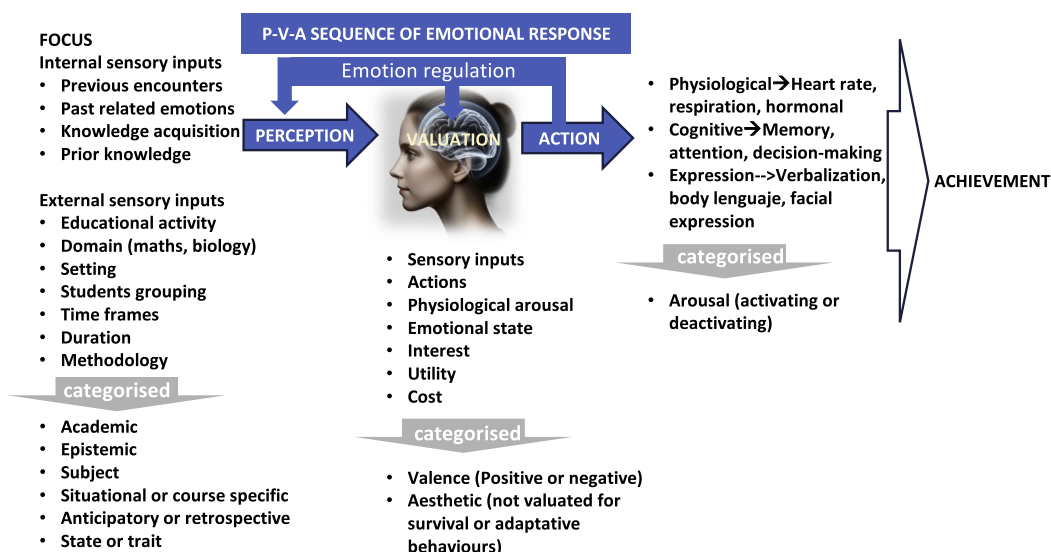 P-V-A SEQUENCE OF EMOTIONAL RESPONSE
Emotion regulation
FOCUS
Internal sensory inputs
• Previous encounters
• Past related emotions
• Knowledge acquisition
• Prior knowledge
External sensory inputs
• Educational activity
• Domain (maths, biology)
• Setting
• Students grouping
• Time frames
• Duration
• Methodology
categorised
• Academic
• Epistemic
• Subject
• Situational or course specific
• Anticipatory or retrospective
• State or trait
PERCEPTION
VALUATION
• Sensory inputs
• Actions
• Physiological arousal
• Emotional state
• Interest
• Utility
• Cost
categorised
• Valence (Positive or negative)
• Aesthetic (not valuated for
survival or adaptative
behaviours)
ACTION
• Physiological➔Heart rate,
respiration, hormonal
• Cognitive➔Memory,
attention, decision-making
• Expression-->Verbalization,
body lenguaje, facial
expression
categorised
• Arousal (activating or
deactivating)
ACHIEVEMENT